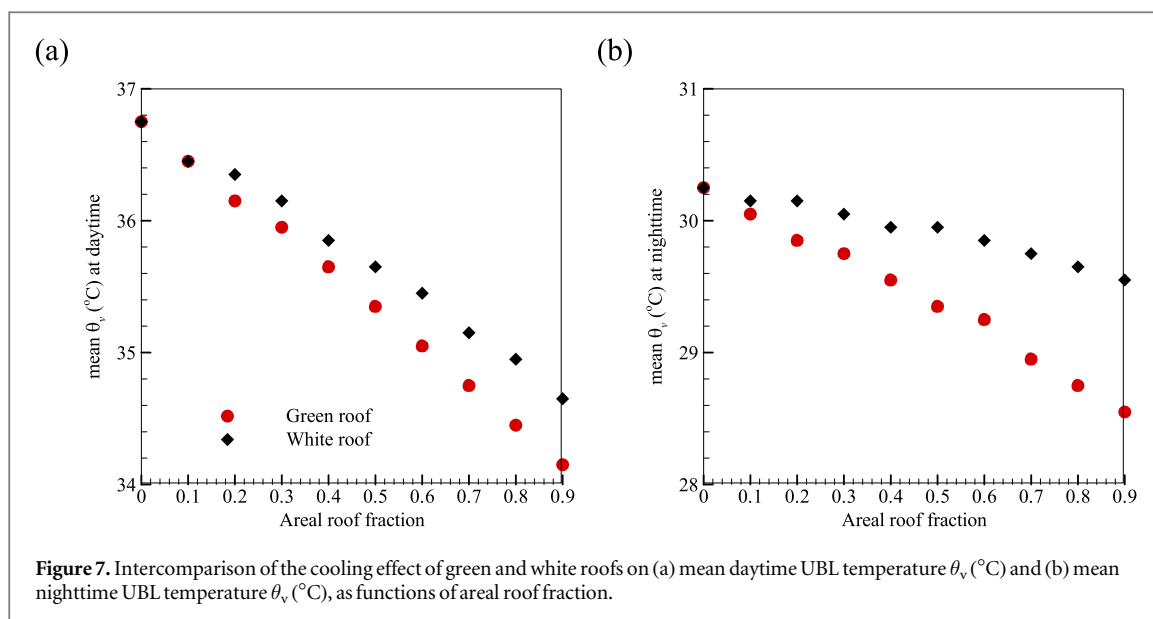 (a)
37
36
35
34
mean θv (°C) at daytime
Green roof
White roof
0 0.1 0.2 0.3 0.4 0.5 0.6 0.7 0.8 0.9
Areal roof fraction
(b)
31
30
29
28
mean θv (°C) at nighttime
0 0.1 0.2 0.3 0.4 0.5 0.6 0.7 0.8 0.9
Areal roof fraction
Figure 7. Intercomparison of the cooling effect of green and white roofs on (a) mean daytime UBL temperature θv (°C) and (b) mean
nighttime UBL temperature θv (°C), as functions of areal roof fraction.